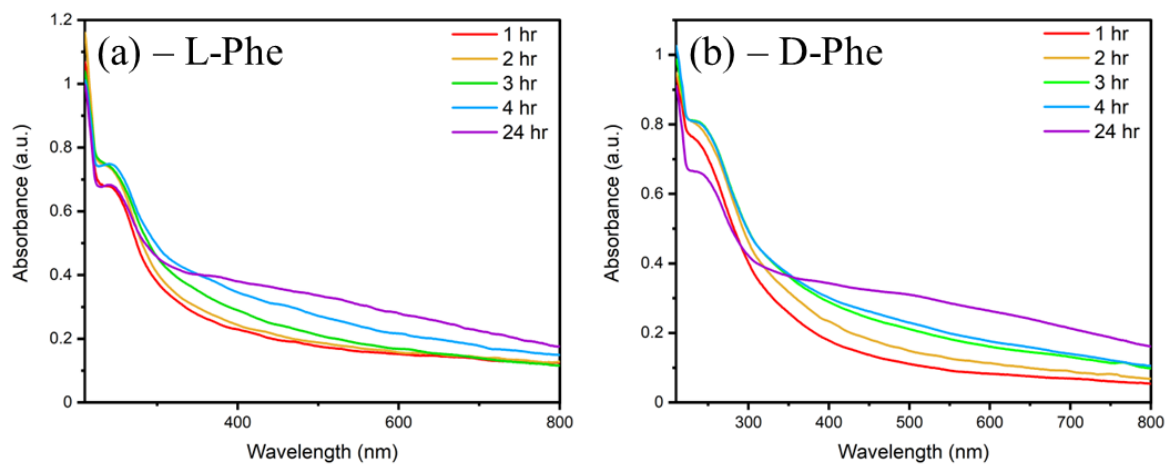 (a) – L-Phe
1 hr
2 hr
3 hr
4 hr
24 hr
1.2
1
0.8
0.6
0.4
0.2
0
Absorbance (a.u.)
400
600
800
Wavelength (nm)
(b) – D-Phe
1 hr
2 hr
3 hr
4 hr
24 hr
1
0.8
0.6
0.4
0.2
0
Absorbance (a.u.)
300
400
500
600
700
800
Wavelength (nm)